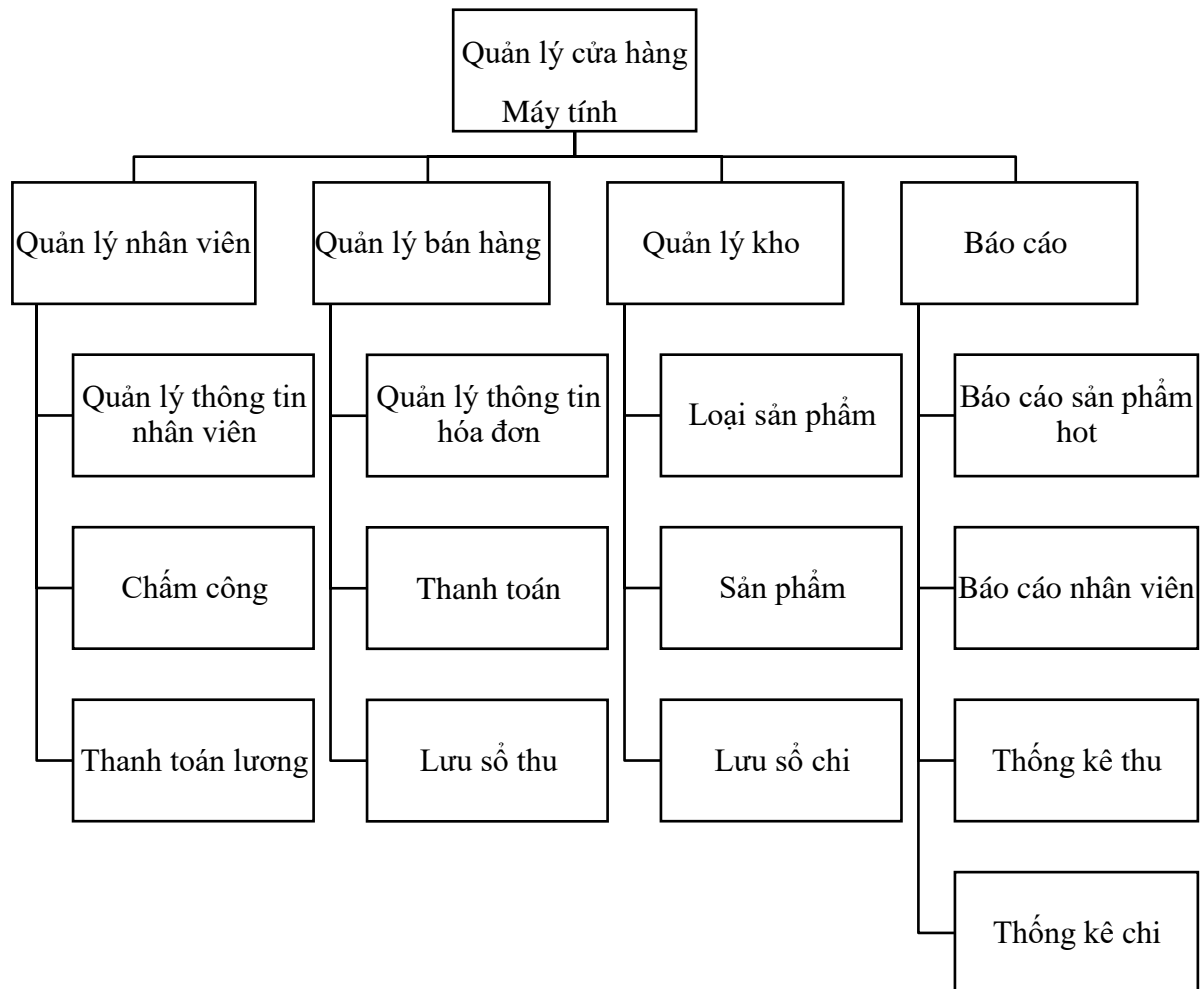 Quản lý cửa hàng
Máy tính
Quản lý nhân viên
Quản lý bán hàng
Quản lý kho
Báo cáo
Quản lý thông tin
nhân viên
Quản lý thông tin
hóa đơn
Loại sản phẩm
Báo cáo sản phẩm
hot
Chấm công
Thanh toán
Sản phẩm
Báo cáo nhân viên
Thanh toán lương
Lưu sổ thu
Lưu sổ chi
Thống kê thu
Thống kê chi